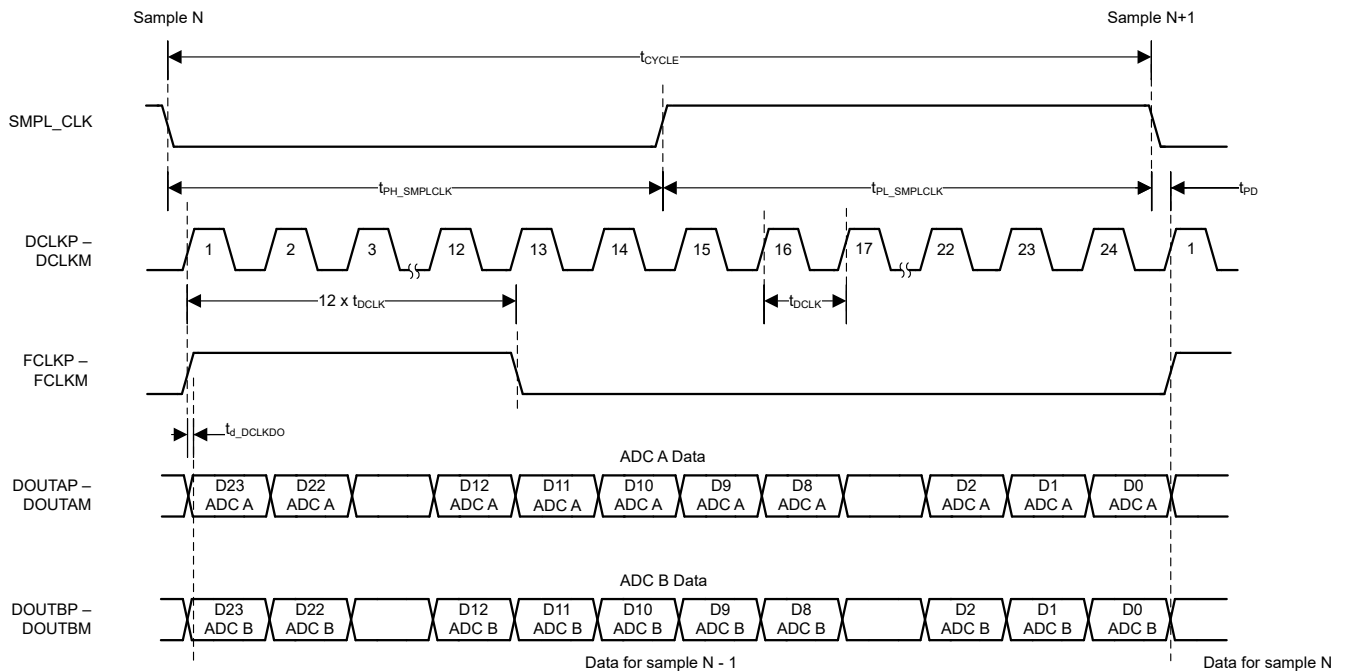 Sample N
Sample N+1
tCYCLE
SMPL_CLK
tPH_SMPLCLK
tPL_SMPLCLK
tPD
DCLKP –
DCLKM
1 2 3 12 13 14 15 16 17 22 23 24 1
12 x tDCLK
tDCLK
FCLKP –
FCLKM
td_DCLKDO
ADC A Data
DOUTAP –
DOUTAM
D23 D22 D12 D11 D10 D9 D8 D2 D1 D0
ADC A ADC A ADC A ADC A ADC A ADC A ADC A ADC A ADC A ADC A
ADC B Data
DOUTBP –
DOUTBM
D23 D22 D12 D11 D10 D9 D8 D2 D1 D0
ADC B ADC B ADC B ADC B ADC B ADC B ADC B ADC B ADC B ADC B
Data for sample N - 1
Data for sample N